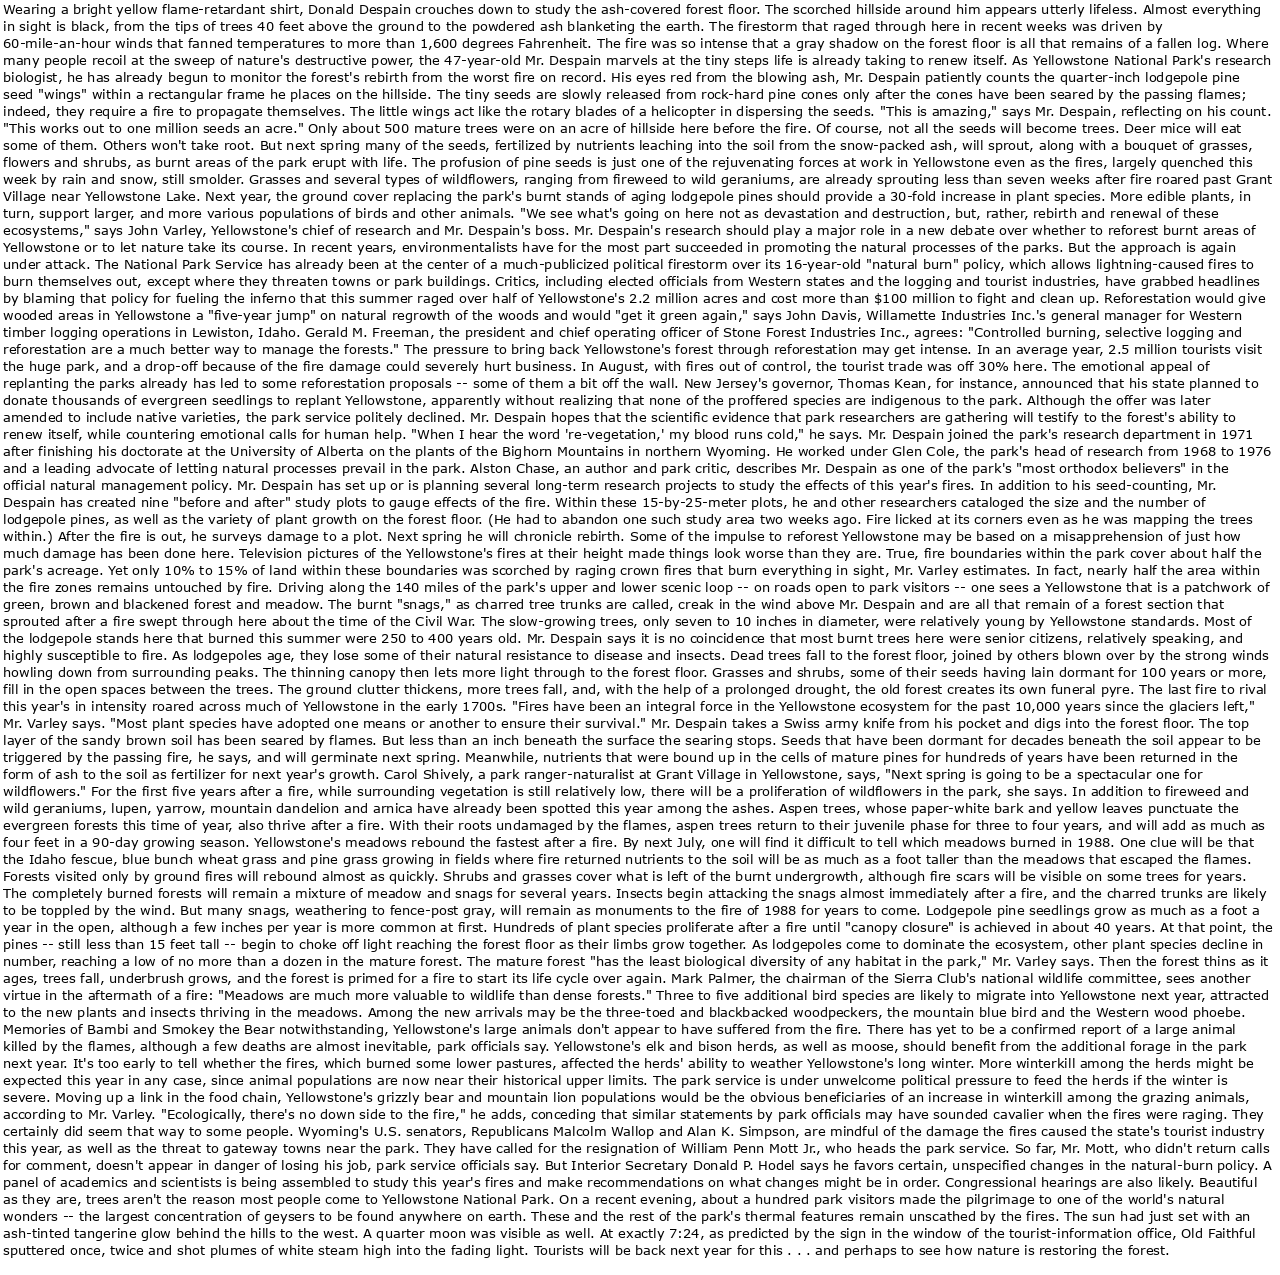 Wearing a bright yellow flame-retardant shirt, Donald Despain crouches down to study the ash-covered forest floor. The scorched hillside around him appears utterly lifeless. Almost everything
in sight is black, from the tips of trees 40 feet above the ground to the powdered ash blanketing the earth. The firestorm that raged through here in recent weeks was driven by
60-mile-an-hour winds that fanned temperatures to more than 1,600 degrees Fahrenheit. The fire was so intense that a gray shadow on the forest floor is all that remains of a fallen log. Where
many people recoil at the sweep of nature's destructive power, the 47-year-old Mr. Despain marvels at the tiny steps life is already taking to renew itself. As Yellowstone National Park's research
biologist, he has already begun to monitor the forest's rebirth from the worst fire on record. His eyes red from the blowing ash, Mr. Despain patiently counts the quarter-inch lodgepole pine
seed "wings" within a rectangular frame he places on the hillside. The tiny seeds are slowly released from rock-hard pine cones only after the cones have been seared by the passing flames;
indeed, they require a fire to propagate themselves. The little wings act like the rotary blades of a helicopter in dispersing the seeds. "This is amazing," says Mr. Despain, reflecting on his count.
"This works out to one million seeds an acre." Only about 500 mature trees were on an acre of hillside here before the fire. Of course, not all the seeds will become trees. Deer mice will eat
some of them. Others won't take root. But next spring many of the seeds, fertilized by nutrients leaching into the soil from the snow-packed ash, will sprout, along with a bouquet of grasses,
flowers and shrubs, as burnt areas of the park erupt with life. The profusion of pine seeds is just one of the rejuvenating forces at work in Yellowstone even as the fires, largely quenched this
week by rain and snow, still smolder. Grasses and several types of wildflowers, ranging from fireweed to wild geraniums, are already sprouting less than seven weeks after fire roared past Grant
Village near Yellowstone Lake. Next year, the ground cover replacing the park's burnt stands of aging lodgepole pines should provide a 30-fold increase in plant species. More edible plants, in
turn, support larger, and more various populations of birds and other animals. "We see what's going on here not as devastation and destruction, but, rather, rebirth and renewal of these
ecosystems," says John Varley, Yellowstone's chief of research and Mr. Despain's boss. Mr. Despain's research should play a major role in a new debate over whether to reforest burnt areas of
Yellowstone or to let nature take its course. In recent years, environmentalists have for the most part succeeded in promoting the natural processes of the parks. But the approach is again
under attack. The National Park Service has already been at the center of a much-publicized political firestorm over its 16-year-old "natural burn" policy, which allows lightning-caused fires to
burn themselves out, except where they threaten towns or park buildings. Critics, including elected officials from Western states and the logging and tourist industries, have grabbed headlines
by blaming that policy for fueling the inferno that this summer raged over half of Yellowstone's 2.2 million acres and cost more than $100 million to fight and clean up. Reforestation would give
wooded areas in Yellowstone a "five-year jump" on natural regrowth of the woods and would "get it green again," says John Davis, Willamette Industries Inc.'s general manager for Western
timber logging operations in Lewiston, Idaho. Gerald M. Freeman, the president and chief operating officer of Stone Forest Industries Inc., agrees: "Controlled burning, selective logging and
reforestation are a much better way to manage the forests." The pressure to bring back Yellowstone's forest through reforestation may get intense. In an average year, 2.5 million tourists visit
the huge park, and a drop-off because of the fire damage could severely hurt business. In August, with fires out of control, the tourist trade was off 30% here. The emotional appeal of
replanting the parks already has led to some reforestation proposals -- some of them a bit off the wall. New Jersey's governor, Thomas Kean, for instance, announced that his state planned to
donate thousands of evergreen seedlings to replant Yellowstone, apparently without realizing that none of the proffered species are indigenous to the park. Although the offer was later
amended to include native varieties, the park service politely declined. Mr. Despain hopes that the scientific evidence that park researchers are gathering will testify to the forest's ability to
renew itself, while countering emotional calls for human help. "When I hear the word 're-vegetation,' my blood runs cold," he says. Mr. Despain joined the park's research department in 1971
after finishing his doctorate at the University of Alberta on the plants of the Bighorn Mountains in northern Wyoming. He worked under Glen Cole, the park's head of research from 1968 to 1976
and a leading advocate of letting natural processes prevail in the park. Alston Chase, an author and park critic, describes Mr. Despain as one of the park's "most orthodox believers" in the
official natural management policy. Mr. Despain has set up or is planning several long-term research projects to study the effects of this year's fires. In addition to his seed-counting, Mr.
Despain has created nine "before and after" study plots to gauge effects of the fire. Within these 15-by-25-meter plots, he and other researchers cataloged the size and the number of
lodgepole pines, as well as the variety of plant growth on the forest floor. (He had to abandon one such study area two weeks ago. Fire licked at its corners even as he was mapping the trees
within.) After the fire is out, he surveys damage to a plot. Next spring he will chronicle rebirth. Some of the impulse to reforest Yellowstone may be based on a misapprehension of just how
much damage has been done here. Television pictures of the Yellowstone's fires at their height made things look worse than they are. True, fire boundaries within the park cover about half the
park's acreage. Yet only 10% to 15% of land within these boundaries was scorched by raging crown fires that burn everything in sight, Mr. Varley estimates. In fact, nearly half the area within
the fire zones remains untouched by fire. Driving along the 140 miles of the park's upper and lower scenic loop -- on roads open to park visitors -- one sees a Yellowstone that is a patchwork of
green, brown and blackened forest and meadow. The burnt "snags," as charred tree trunks are called, creak in the wind above Mr. Despain and are all that remain of a forest section that
sprouted after a fire swept through here about the time of the Civil War. The slow-growing trees, only seven to 10 inches in diameter, were relatively young by Yellowstone standards. Most of
the lodgepole stands here that burned this summer were 250 to 400 years old. Mr. Despain says it is no coincidence that most burnt trees here were senior citizens, relatively speaking, and
highly susceptible to fire. As lodgepoles age, they lose some of their natural resistance to disease and insects. Dead trees fall to the forest floor, joined by others blown over by the strong winds
howling down from surrounding peaks. The thinning canopy then lets more light through to the forest floor. Grasses and shrubs, some of their seeds having lain dormant for 100 years or more,
fill in the open spaces between the trees. The ground clutter thickens, more trees fall, and, with the help of a prolonged drought, the old forest creates its own funeral pyre. The last fire to rival
this year's in intensity roared across much of Yellowstone in the early 1700s. "Fires have been an integral force in the Yellowstone ecosystem for the past 10,000 years since the glaciers left,"
Mr. Varley says. "Most plant species have adopted one means or another to ensure their survival." Mr. Despain takes a Swiss army knife from his pocket and digs into the forest floor. The top
layer of the sandy brown soil has been seared by flames. But less than an inch beneath the surface the searing stops. Seeds that have been dormant for decades beneath the soil appear to be
triggered by the passing fire, he says, and will germinate next spring. Meanwhile, nutrients that were bound up in the cells of mature pines for hundreds of years have been returned in the
form of ash to the soil as fertilizer for next year's growth. Carol Shively, a park ranger-naturalist at Grant Village in Yellowstone, says, "Next spring is going to be a spectacular one for
wildflowers." For the first five years after a fire, while surrounding vegetation is still relatively low, there will be a proliferation of wildflowers in the park, she says. In addition to fireweed and
wild geraniums, lupen, yarrow, mountain dandelion and arnica have already been spotted this year among the ashes. Aspen trees, whose paper-white bark and yellow leaves punctuate the
evergreen forests this time of year, also thrive after a fire. With their roots undamaged by the flames, aspen trees return to their juvenile phase for three to four years, and will add as much as
four feet in a 90-day growing season. Yellowstone's meadows rebound the fastest after a fire. By next July, one will find it difficult to tell which meadows burned in 1988. One clue will be that
the Idaho fescue, blue bunch wheat grass and pine grass growing in fields where fire returned nutrients to the soil will be as much as a foot taller than the meadows that escaped the flames.
Forests visited only by ground fires will rebound almost as quickly. Shrubs and grasses cover what is left of the burnt undergrowth, although fire scars will be visible on some trees for years.
The completely burned forests will remain a mixture of meadow and snags for several years. Insects begin attacking the snags almost immediately after a fire, and the charred trunks are likely
to be toppled by the wind. But many snags, weathering to fence-post gray, will remain as monuments to the fire of 1988 for years to come. Lodgepole pine seedlings grow as much as a foot a
year in the open, although a few inches per year is more common at first. Hundreds of plant species proliferate after a fire until "canopy closure" is achieved in about 40 years. At that point, the
pines -- still less than 15 feet tall -- begin to choke off light reaching the forest floor as their limbs grow together. As lodgepoles come to dominate the ecosystem, other plant species decline in
number, reaching a low of no more than a dozen in the mature forest. The mature forest "has the least biological diversity of any habitat in the park," Mr. Varley says. Then the forest thins as it
ages, trees fall, underbrush grows, and the forest is primed for a fire to start its life cycle over again. Mark Palmer, the chairman of the Sierra Club's national wildlife committee, sees another
virtue in the aftermath of a fire: "Meadows are much more valuable to wildlife than dense forests." Three to five additional bird species are likely to migrate into Yellowstone next year, attracted
to the new plants and insects thriving in the meadows. Among the new arrivals may be the three-toed and blackbacked woodpeckers, the mountain blue bird and the Western wood phoebe.
Memories of Bambi and Smokey the Bear notwithstanding, Yellowstone's large animals don't appear to have suffered from the fire. There has yet to be a confirmed report of a large animal
killed by the flames, although a few deaths are almost inevitable, park officials say. Yellowstone's elk and bison herds, as well as moose, should benefit from the additional forage in the park
next year. It's too early to tell whether the fires, which burned some lower pastures, affected the herds' ability to weather Yellowstone's long winter. More winterkill among the herds might be
expected this year in any case, since animal populations are now near their historical upper limits. The park service is under unwelcome political pressure to feed the herds if the winter is
severe. Moving up a link in the food chain, Yellowstone's grizzly bear and mountain lion populations would be the obvious beneficiaries of an increase in winterkill among the grazing animals,
according to Mr. Varley. "Ecologically, there's no down side to the fire," he adds, conceding that similar statements by park officials may have sounded cavalier when the fires were raging. They
certainly did seem that way to some people. Wyoming's U.S. senators, Republicans Malcolm Wallop and Alan K. Simpson, are mindful of the damage the fires caused the state's tourist industry
this year, as well as the threat to gateway towns near the park. They have called for the resignation of William Penn Mott Jr., who heads the park service. So far, Mr. Mott, who didn't return calls
for comment, doesn't appear in danger of losing his job, park service officials say. But Interior Secretary Donald P. Hodel says he favors certain, unspecified changes in the natural-burn policy. A
panel of academics and scientists is being assembled to study this year's fires and make recommendations on what changes might be in order. Congressional hearings are also likely. Beautiful
as they are, trees aren't the reason most people come to Yellowstone National Park. On a recent evening, about a hundred park visitors made the pilgrimage to one of the world's natural
wonders -- the largest concentration of geysers to be found anywhere on earth. These and the rest of the park's thermal features remain unscathed by the fires. The sun had just set with an
ash-tinted tangerine glow behind the hills to the west. A quarter moon was visible as well. At exactly 7:24, as predicted by the sign in the window of the tourist-information office, Old Faithful
sputtered once, twice and shot plumes of white steam high into the fading light. Tourists will be back next year for this . . . and perhaps to see how nature is restoring the forest.